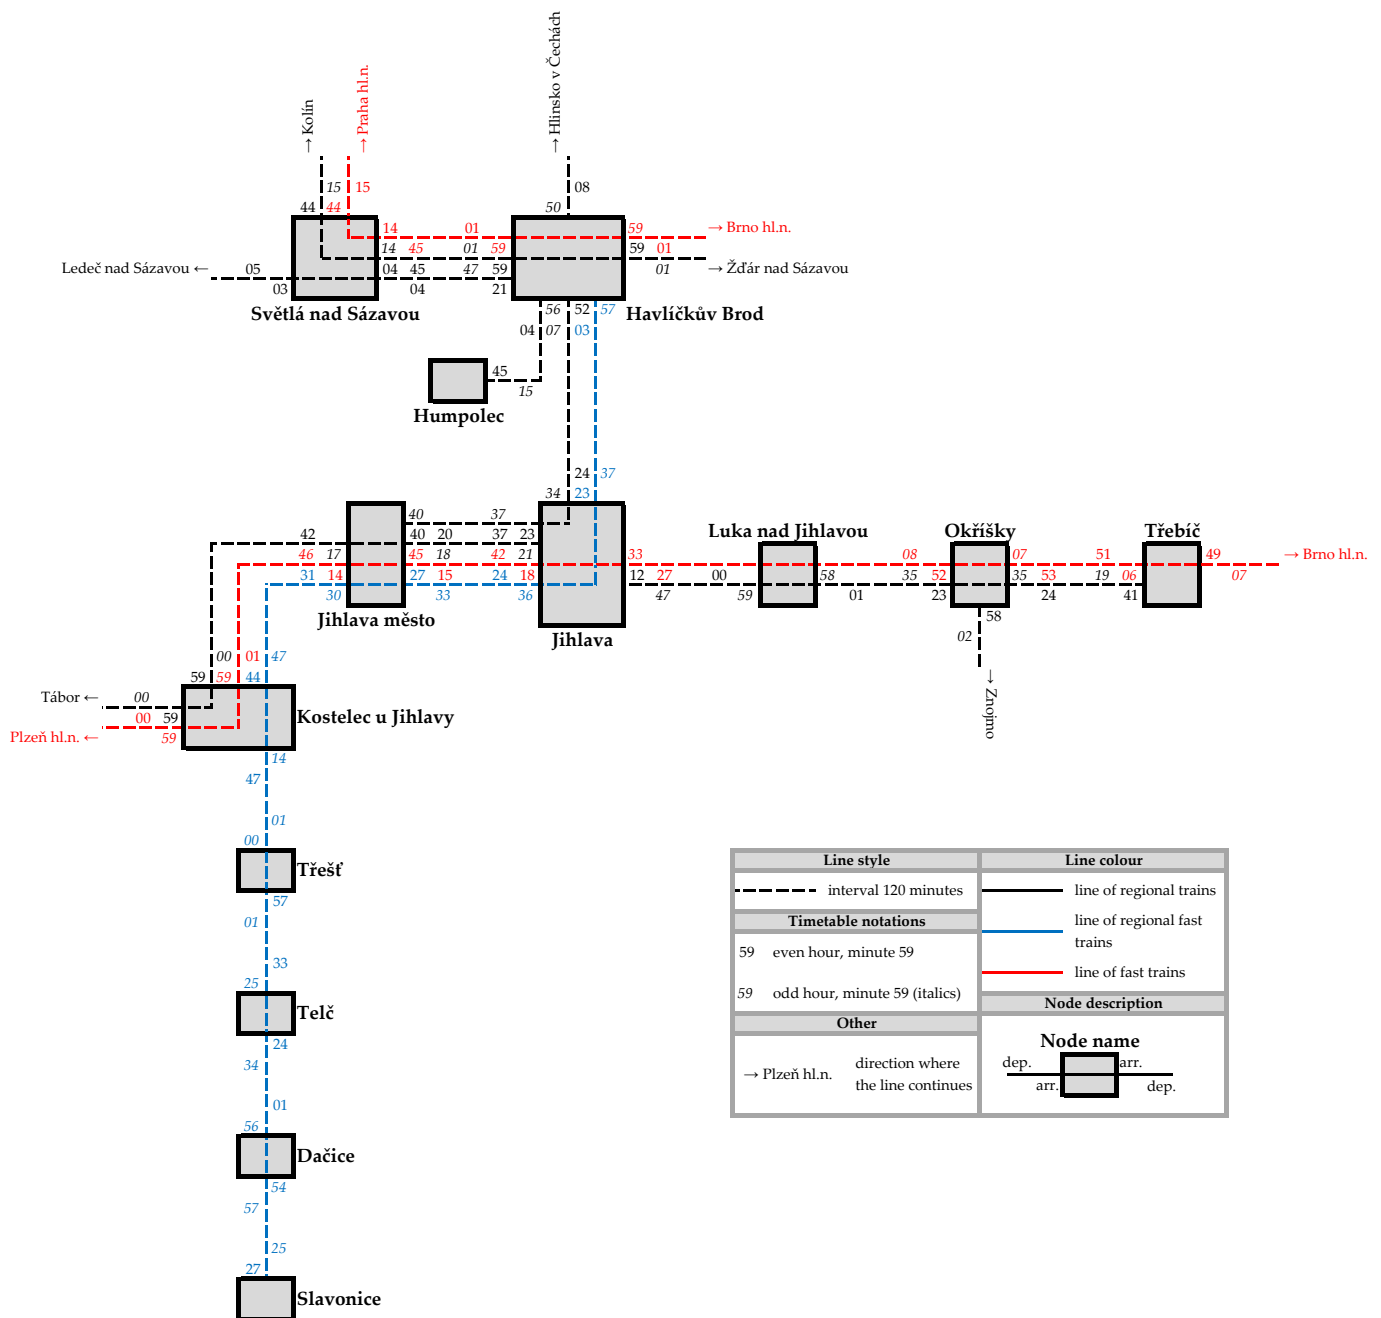 → Kolín
→ Praha hl.n.
→ Hlinsko v Čechách
15 15 08
44 44 50
14 01 59
→ Brno hl.n.
14 45 01 59 59 01
Ledeč nad Sázavou ← 05 04 45 47 59 01 → Žďár nad Sázavou
03 04 21
Světlá nad Sázavou
Havlíčkův Brod
56 52 57
04 07 03
45
15
Humpolec
24 37
34 23
40 37
42 40 20 37 23
46 17 45 18 42 21 33
31 14 27 15 24 18 12 27
30 33 36 47
Jihlava město
Jihlava
Luka nad Jihlavou
00 58
59 01
Okříšky
08 07
35 52 35 53
23 24
58
02
→ Znojmo
Třebíč
51 49
19 06 07
41
→ Brno hl.n.
00 01 47
59 59 44
Tábor ← 00
00 59
Plzeň hl.n. ← 59
Kostelec u Jihlavy
14
47
01
00
Třešť
57
01
33
25
Telč
24
34
01
56
Dačice
54
57
25
27
Slavonice
Line style
interval 120 minutes
Timetable notations
59 even hour, minute 59
59 odd hour, minute 59 (italics)
Other
→ Plzeň hl.n. direction where
the line continues
Line colour
line of regional trains
line of regional fast
trains
line of fast trains
Node description
Node name
dep. arr.
arr. dep.